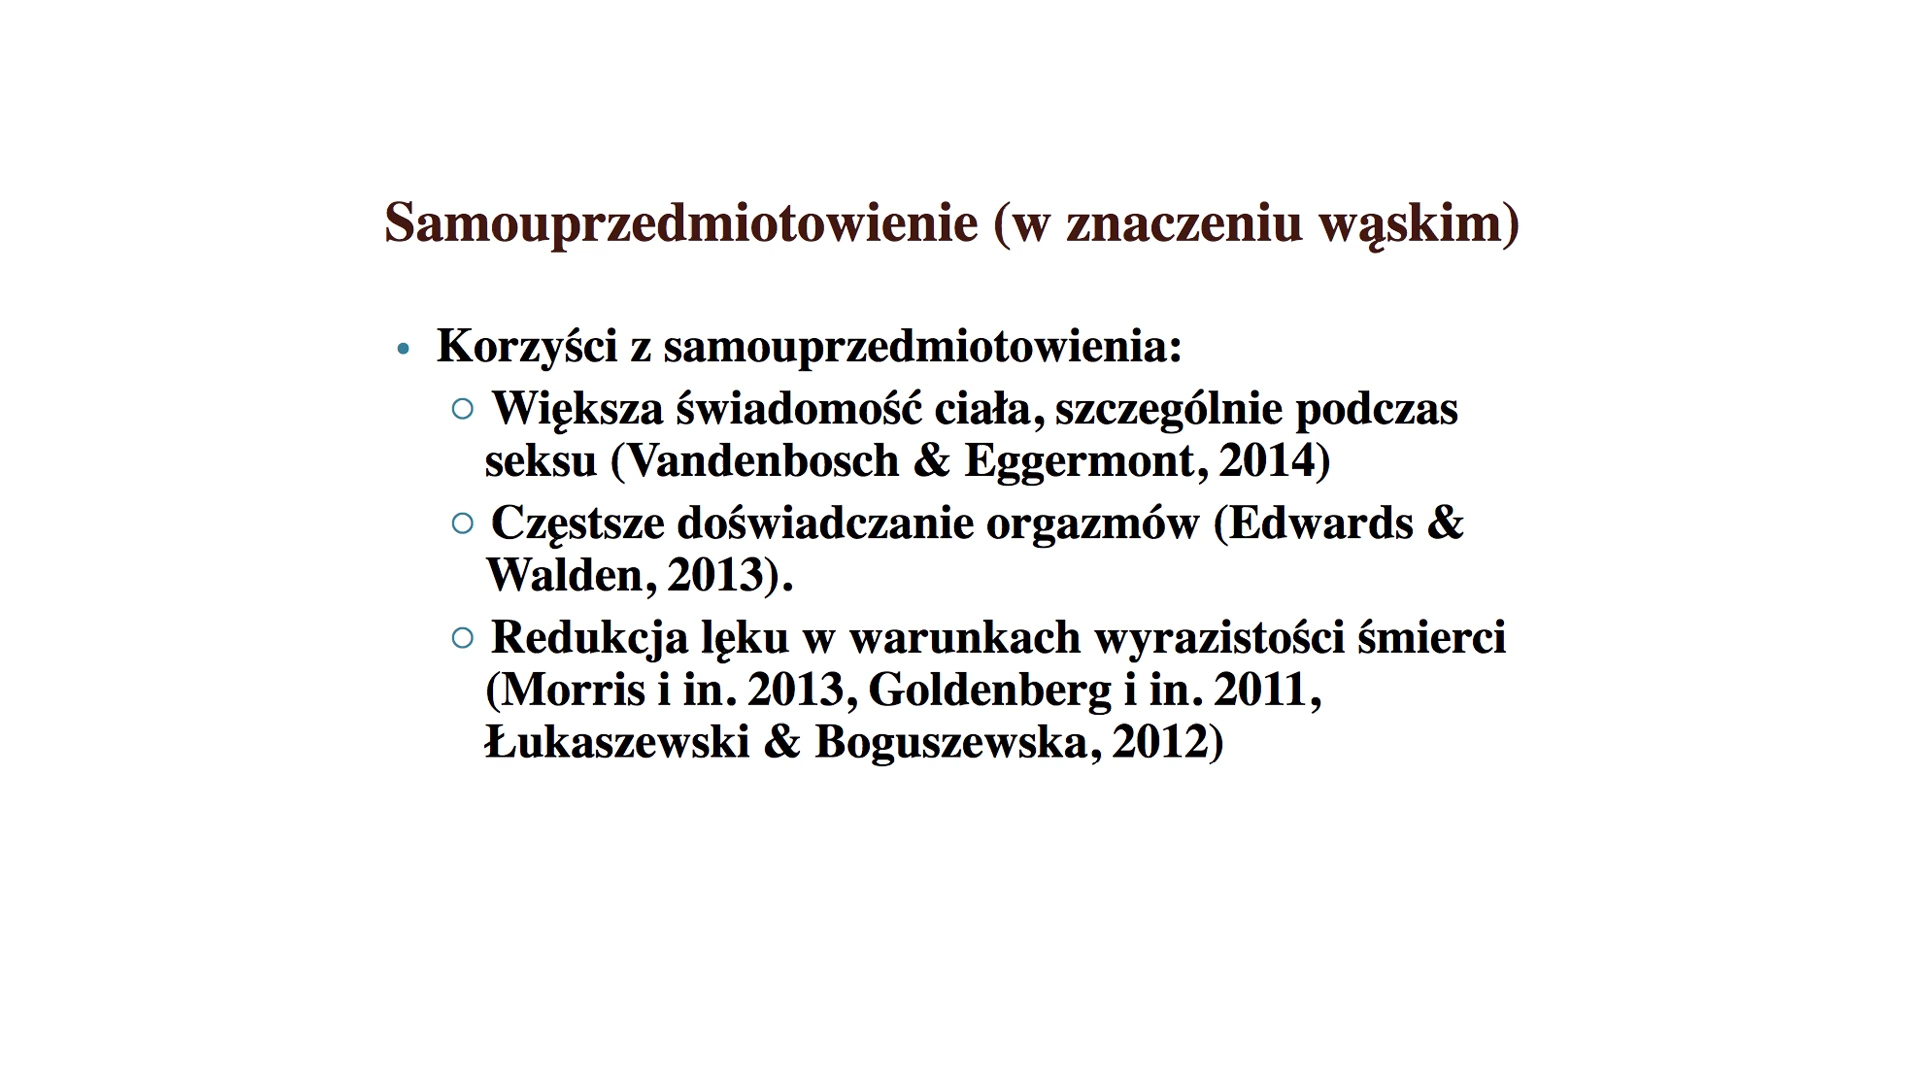 Samouprzedmiotowienie (w znaczeniu wąskim)
• Korzyści z samouprzedmiotowienia:
○ Większa świadomość ciała, szczególnie podczas
seksu (Vandenbosch & Eggermont, 2014)
○ Częstsze doświadczanie orgazmów (Edwards &
Walden, 2013).
○ Redukcja lęku w warunkach wyrazistości śmierci
(Morris i in. 2013, Goldenberg i in. 2011,
Łukaszewski & Boguszewska, 2012)